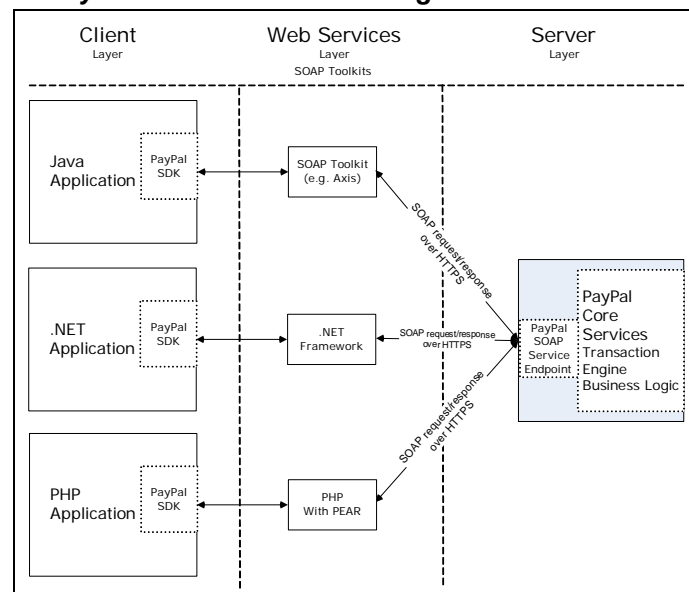 Client
Layer
Web Services
Layer
SOAP Toolkits
Server
Layer
Java
Application
PayPal
SDK
SOAP Toolkit
(e.g. Axis)
SOAP request/response
over HTTPS
.NET
Application
PayPal
SDK
.NET
Framework
SOAP request/response
over HTTPS
PayPal
SOAP
Service
Endpoint
PayPal
Core
Services
Transaction
Engine
Business Logic
SOAP request/response
over HTTPS
PHP
Application
PayPal
SDK
PHP
With PEAR